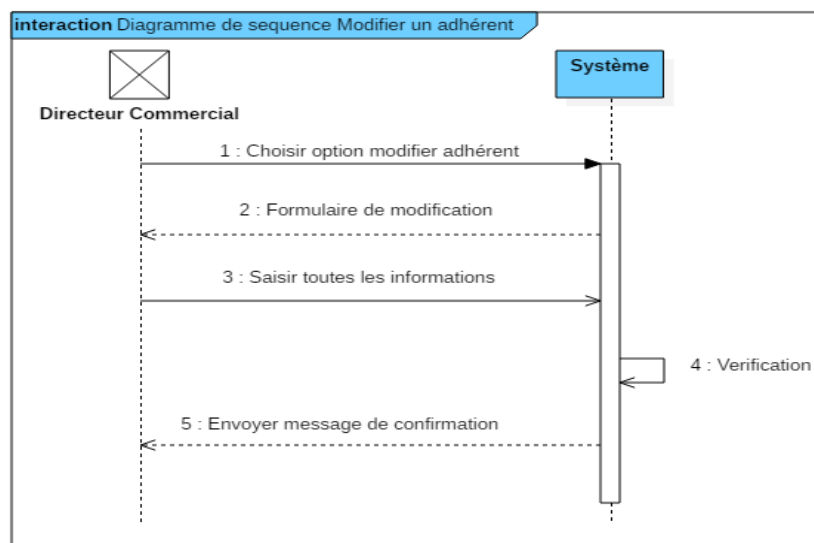 interaction Diagramme de sequence Modifier un adhérent
Système
Directeur Commercial
1 : Choisir option modifier adhérent
2 : Formulaire de modification
3 : Saisir toutes les informations
4 : Verification
5 : Envoyer message de confirmation